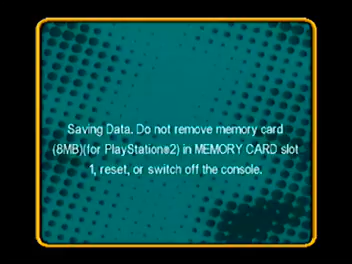 Saving Data. Do not remove memory card
(8MB)(for PlayStation®2) in MEMORY CARD slot
1, reset, or switch off the console.